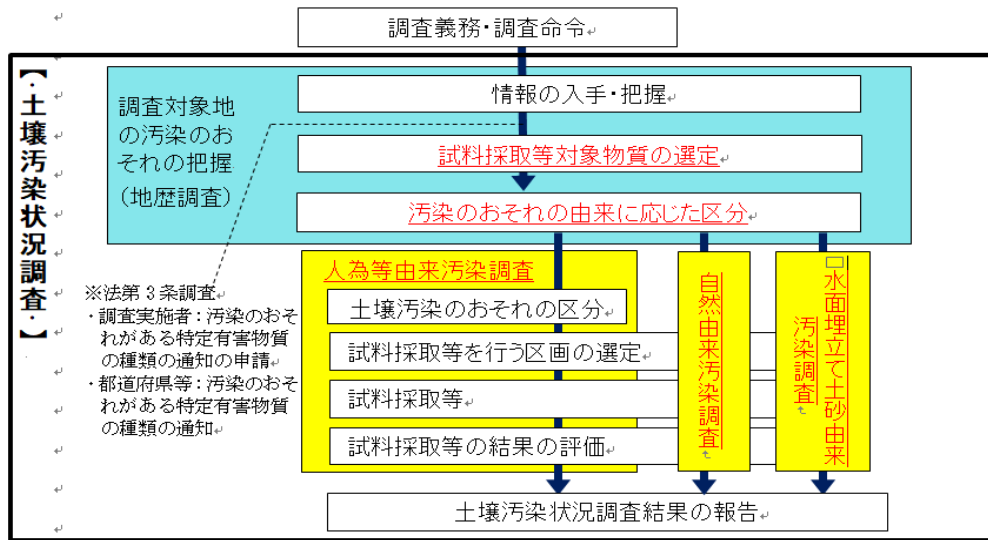 調査義務・調査命令
【・土壌汚染状況調査・】
調査対象地
の汚染のお
それの把握
（地歴調査）
情報の入手・把握
試料採取等対象物質の選定
汚染のおそれの由来に応じた区分
人為等由来汚染調査
土壌汚染のおそれの区分
試料採取等を行う区画の選定
試料採取等
試料採取等の結果の評価
自然由来汚染調査
□水面埋立て土砂由来
汚染調査
※法第３条調査
・調査実施者：汚染のおそ
れがある特定有害物質
の種類の通知の申請
・都道府県等：汚染のおそ
れがある特定有害物質
の種類の通知
土壌汚染状況調査結果の報告